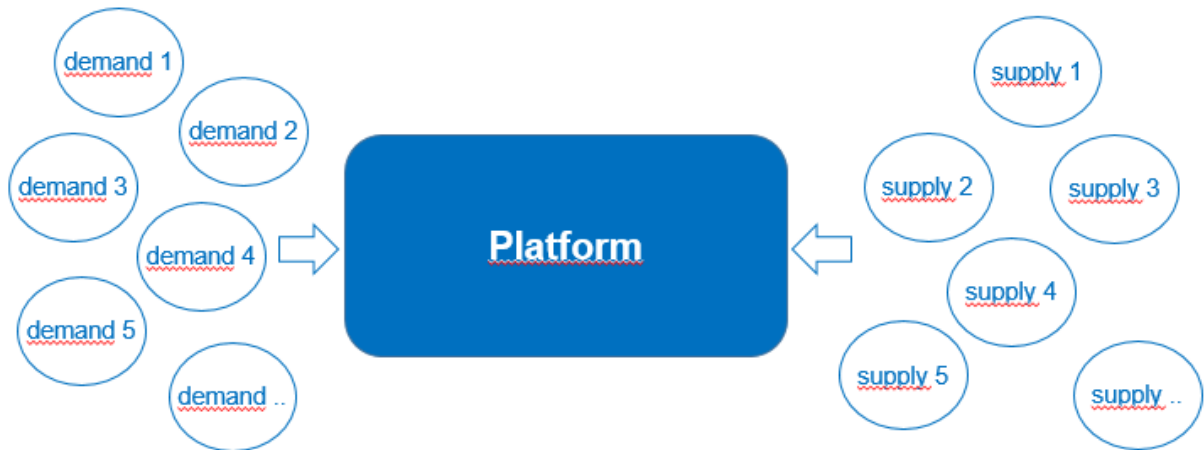 demand 1
demand 2
demand 3
demand 4
demand 5
demand ..
Platform
supply 1
supply 2
supply 3
supply 4
supply 5
supply ..